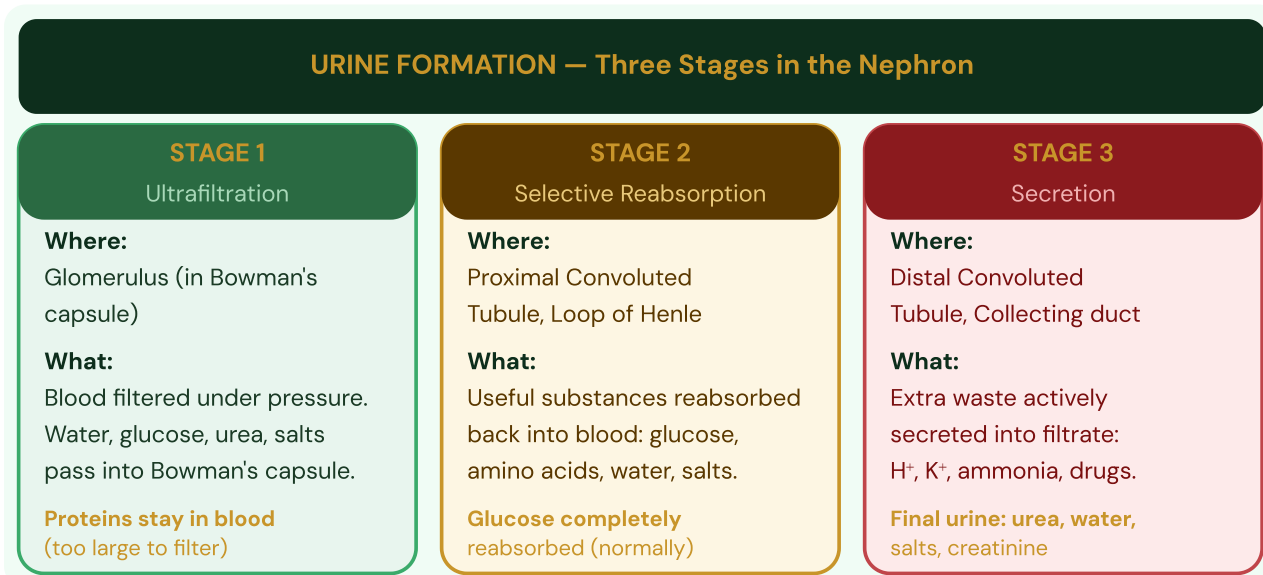 URINE FORMATION — Three Stages in the Nephron
STAGE 1
Ultrafiltration
Where:
Glomerulus (in Bowman's
capsule)
What:
Blood filtered under pressure.
Water, glucose, urea, salts
pass into Bowman's capsule.
Proteins stay in blood
(too large to filter)
STAGE 2
Selective Reabsorption
Where:
Proximal Convoluted
Tubule, Loop of Henle
What:
Useful substances reabsorbed
back into blood: glucose,
amino acids, water, salts.
Glucose completely
reabsorbed (normally)
STAGE 3
Secretion
Where:
Distal Convoluted
Tubule, Collecting duct
What:
Extra waste actively
secreted into filtrate:
H⁺, K⁺, ammonia, drugs.
Final urine: urea, water,
salts, creatinine